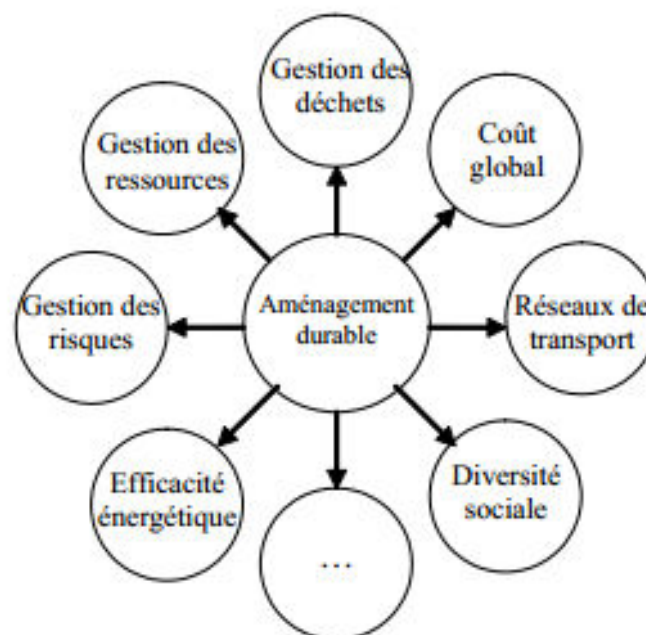 Gestion des
déchets
Coût
global
Gestion des
ressources
Aménagement
durable
Gestion des
risques
Réseaux de
transport
Efficacité
énergétique
Diversité
sociale
...